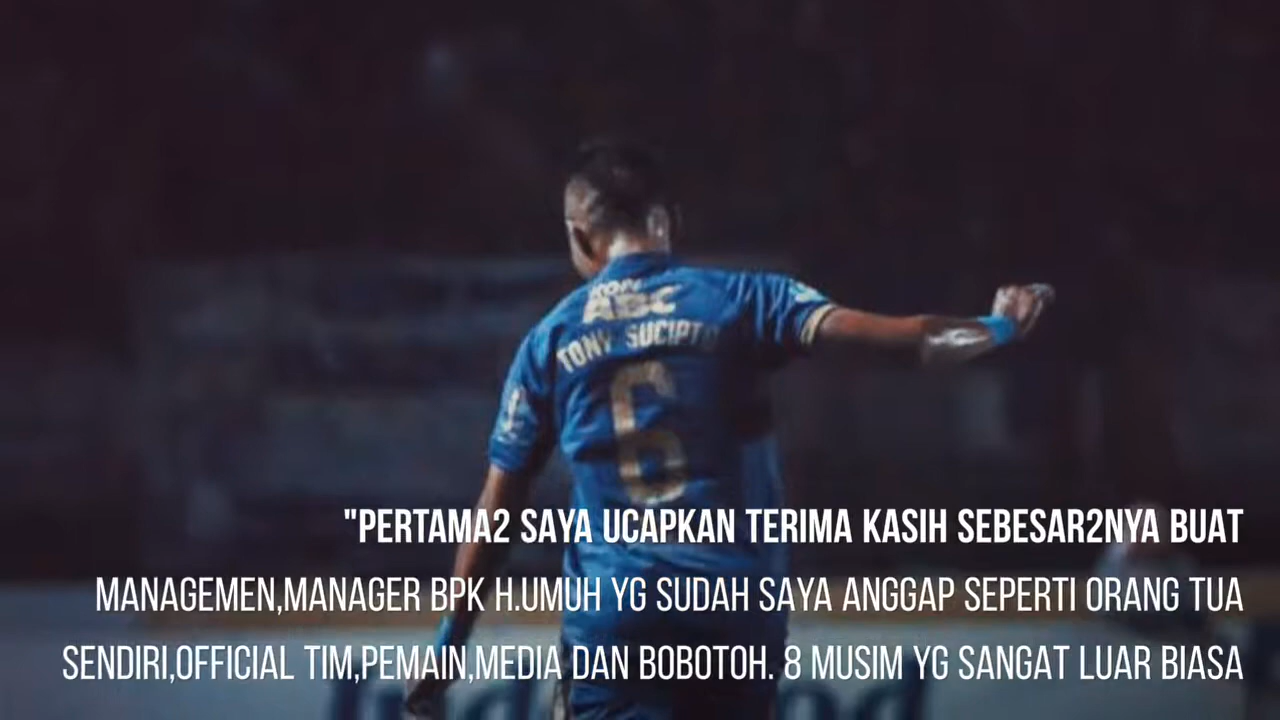 KOPI
ABC
TONY SUCIPTO
6
"PERTAMA2 SAYA UCAPKAN TERIMA KASIH SEBESAR2NYA BUAT
MANAGEMEN,MANAGER BPK H.UMUH YG SUDAH SAYA ANGGAP SEPERTI ORANG TUA
SENDIRI,OFFICIAL TIM,PEMAIN,MEDIA DAN BOBOTOH. 8 MUSIM YG SANGAT LUAR BIASA